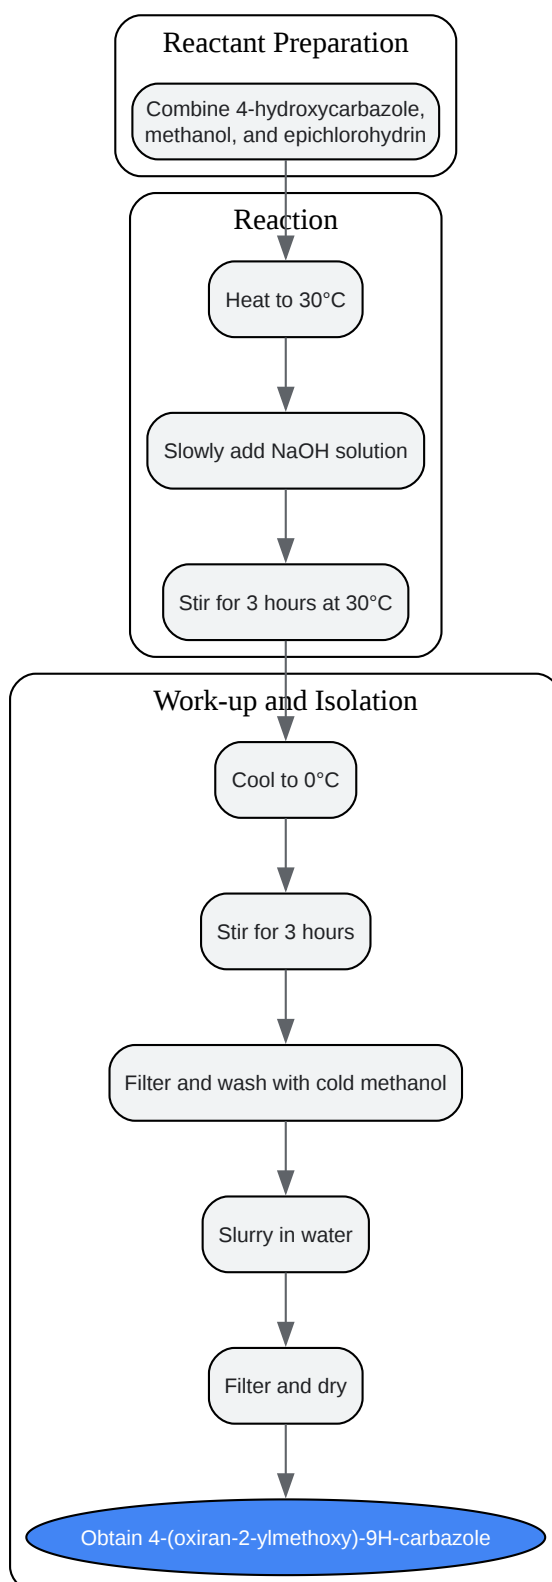 Reactant Preparation
Combine 4-hydroxycarbazole,
methanol, and epichlorohydrin
Reaction
Heat to 30°C
Slowly add NaOH solution
Stir for 3 hours at 30°C
Work-up and Isolation
Cool to 0°C
Stir for 3 hours
Filter and wash with cold methanol
Slurry in water
Filter and dry
Obtain 4-(oxiran-2-ylmethoxy)-9H-carbazole